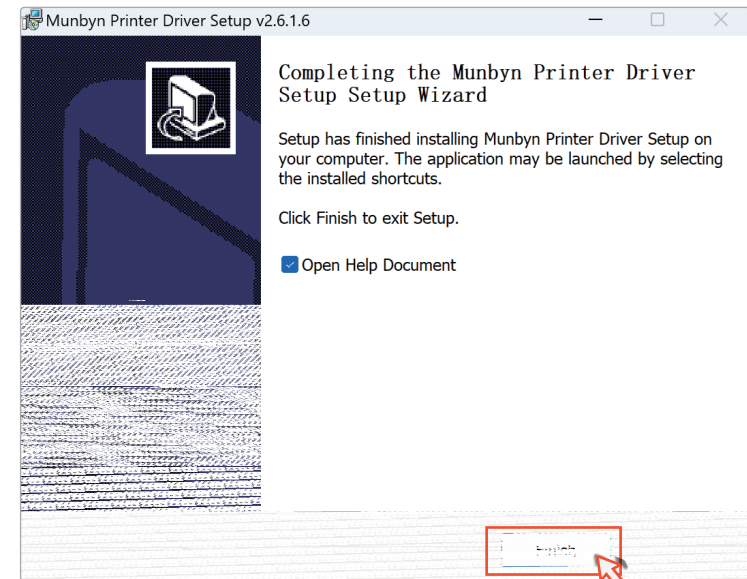 Munbyn Printer Driver Setup v2.6.1.6
Completing the Munbyn Printer Driver
Setup Setup Wizard
Setup has finished installing Munbyn Printer Driver Setup on
your computer. The application may be launched by selecting
the installed shortcuts.
Click Finish to exit Setup.
Open Help Document